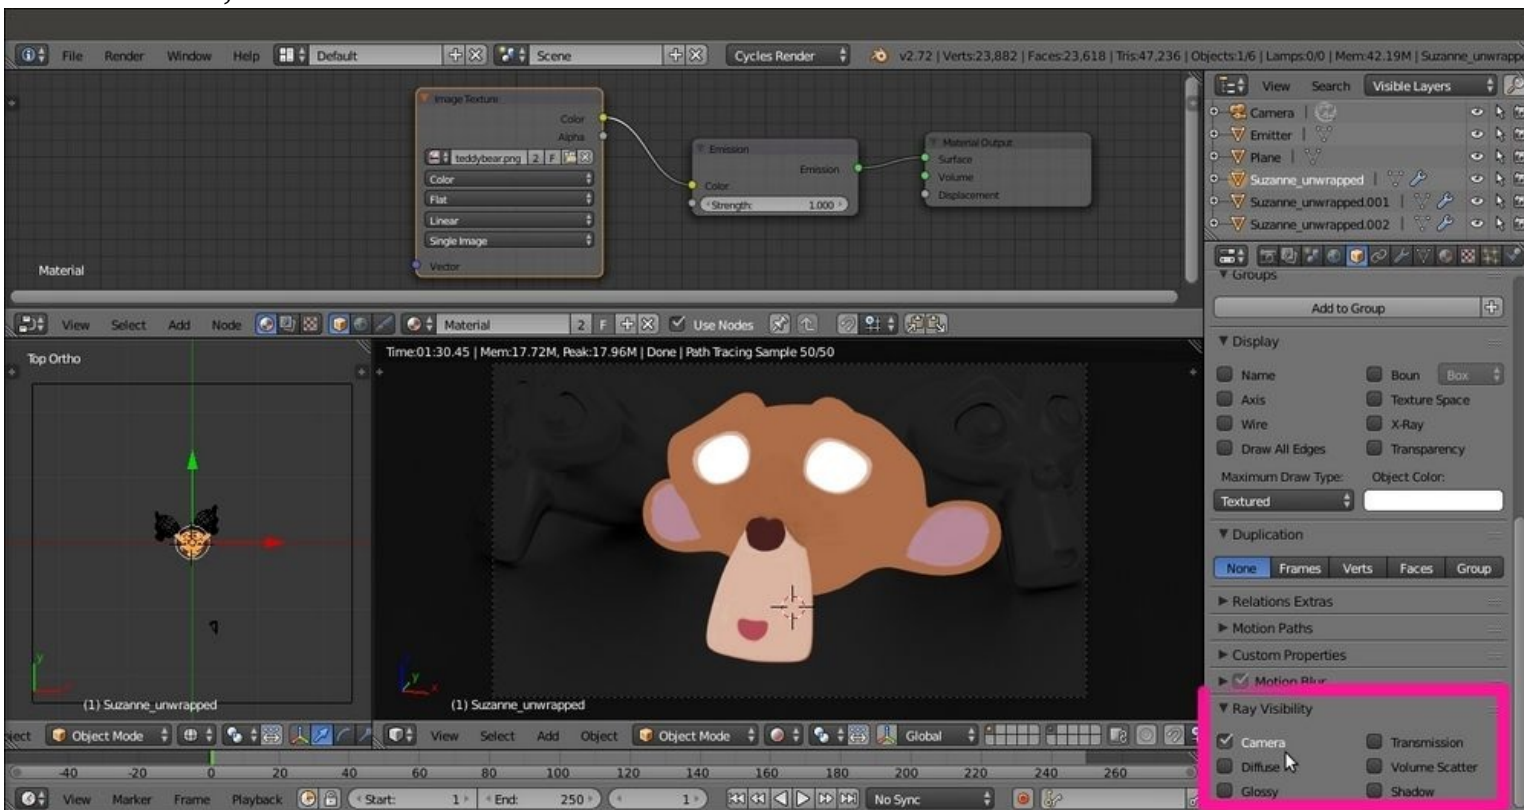 File Render Window Help Default Scene Cycles Render v2.72 | Verts:23,882 | Faces:23,618 | Tris:47,236 | Objects:1/6 | Lamps:0/0 | Mem:42.19M | Suzanne_unwrapp
View Search Visible Layers
Camera
Emitter
Plane
Suzanne_unwrapped
Suzanne_unwrapped.001
Suzanne_unwrapped.002
Image Texture
Color
Alpha
teddybear.png 2 F
Color
Flat
Linear
Single Image
Vector
Emission
Emission
Color
Strength: 1.000
Material Output
Surface
Volume
Displacement
Material
View Select Add Node Material 2 F Use Nodes
Top Ortho
(1) Suzanne_unwrapped
Time:01:30.45 | Mem:17.72M, Peak:17.96M | Done | Path Tracing Sample 50/50
(1) Suzanne_unwrapped
Groups
Add to Group
Display
Name Boun Box
Axis Texture Space
Wire X-Ray
Draw All Edges Transparency
Maximum Draw Type: Object Color:
Textured
Duplication
None Frames Verts Faces Group
Relations Extras
Motion Paths
Custom Properties
Motion Blur
Ray Visibility
Camera Transmission
Diffuse Volume Scatter
Glossy Shadow
ject Object Mode View Select Add Object Object Mode Global
-40 -20 0 20 40 60 80 100 120 140 160 180 200 220 240 260
View Marker Frame Playback Start: 1 End: 250 1 No Sync